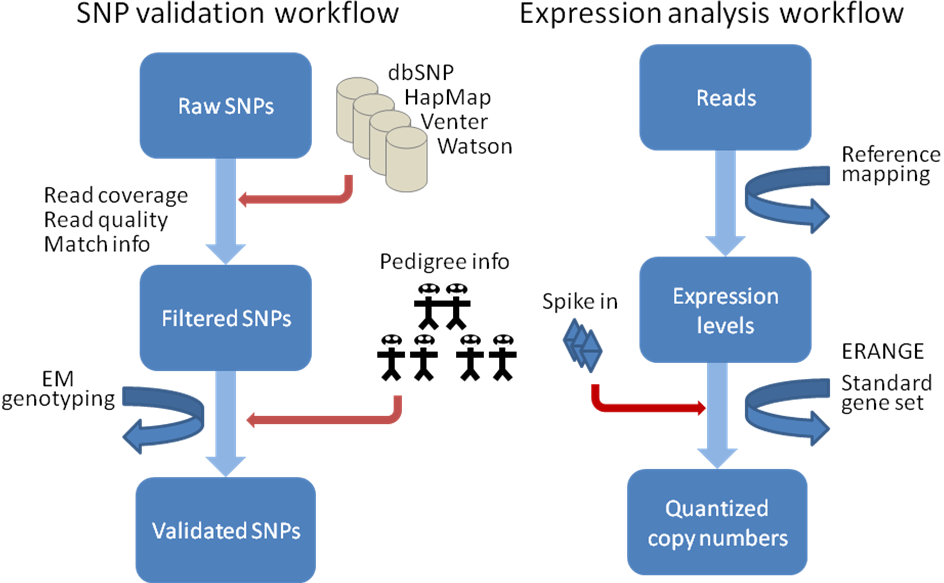 SNP validation workflow
Raw SNPs
dbSNP
HapMap
Venter
Watson
Read coverage
Read quality
Match info
Filtered SNPs
Pedigree info
EM
genotyping
Validated SNPs
Expression analysis workflow
Reads
Reference
mapping
Expression
levels
Spike in
ERANGE
Standard
gene set
Quantized
copy numbers